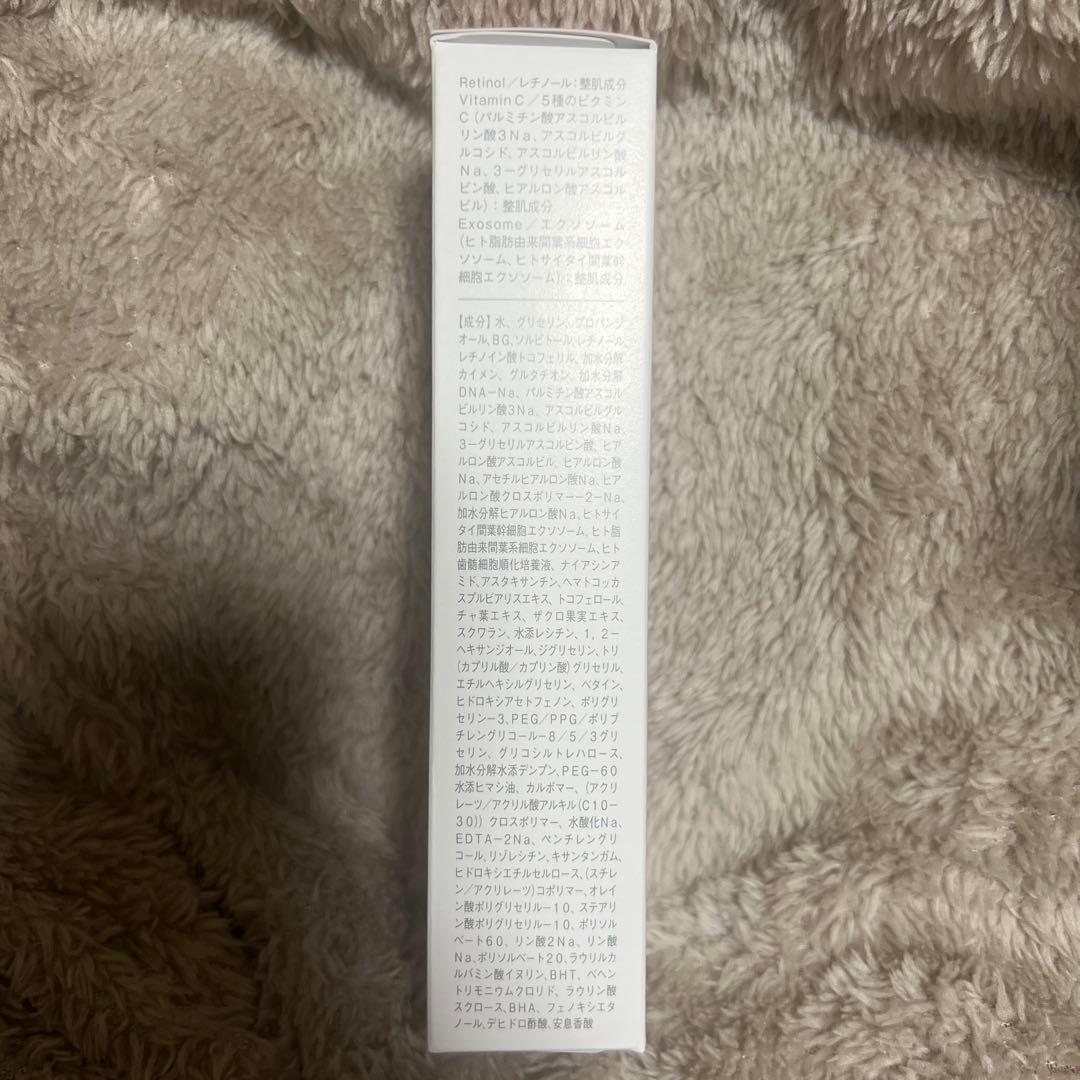 Retinol／レチノール：整肌成分
Vitamin C／5種のビタミン
C（パルミチン酸アスコルビル
リン酸3Na、アスコルビルグ
ルコシド、アスコルビルリン酸
Na、3－グリセリルアスコル
ビン酸、ヒアルロン酸アスコル
ビル）：整肌成分
Exosome／エクソソーム
（ヒト脂肪由来間葉系細胞エク
ソソーム、ヒトサイタイ間葉幹
細胞エクソソーム）：整肌成分
【成分】水、グリセリン、プロパンジ
オール、BG、ソルビトール、レチノール、
レチノイン酸トコフェリル、加水分解
カイメン、グルタチオン、加水分解
DNA－Na、パルミチン酸アスコル
ビルリン酸3Na、アスコルビルグル
コシド、アスコルビルリン酸Na、
3－グリセリルアスコルビン酸、ヒア
ルロン酸アスコルビル、ヒアルロン酸
Na、アセチルヒアルロン酸Na、ヒア
ルロン酸クロスポリマー－2－Na、
加水分解ヒアルロン酸Na、ヒトサイ
タイ間葉幹細胞エクソソーム、ヒト脂
肪由来間葉系細胞エクソソーム、ヒト
歯髄細胞順化培養液、ナイアシンア
ミド、アスタキサンチン、ヘマトコッカ
スプルビアリスエキス、トコフェロール、
チャ葉エキス、ザクロ果実エキス、
スクワラン、水添レシチン、1，2－
ヘキサンジオール、ジグリセリン、トリ
（カプリル酸／カプリン酸）グリセリル、
エチルヘキシルグリセリン、ベタイン、
ヒドロキシアセトフェノン、ポリグリ
セリン－3、PEG／PPG／ポリブ
チレングリコール－8／5／3グリ
セリン、グリコシルトレハロース、
加水分解水添デンプン、PEG－60
水添ヒマシ油、カルボマー、（アクリ
レーツ／アクリル酸アルキル（C10－
30））クロスポリマー、水酸化Na、
EDTA－2Na、ペンチレングリ
コール、リゾレシチン、キサンタンガム、
ヒドロキシエチルセルロース、（スチレ
ン／アクリレーツ）コポリマー、オレイ
ン酸ポリグリセリル－10、ステアリ
ン酸ポリグリセリル－10、ポリソル
ベート60、リン酸2Na、リン酸
Na、ポリソルベート20、ラウリルカ
ルバミン酸イヌリン、BHT、ベヘン
トリモニウムクロリド、ラウリン酸
スクロース、BHA、フェノキシエタ
ノール、デヒドロ酢酸、安息香酸